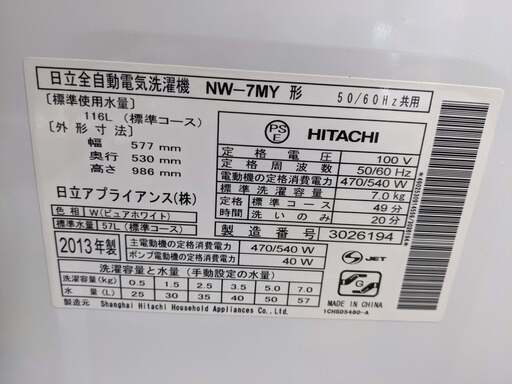 日立全自動電気洗濯機 NW-7MY 形 50/60Hz共用
〔標準使用水量〕
116L (標準コース)
〔外形寸法〕
幅 577 mm
奥行 530 mm
高さ 986 mm
日立アプライアンス(株)
色相 W(ピュアホワイト)
標準水量 57L (標準コース)
PSE HITACHI
定格電圧 100 V
定格周波数 50/60 Hz
電動機の定格消費電力 470/540 W
標準洗濯容量 7.0 kg
定格時間 標準コース 49分
洗いのみ 20分
製造番号 3026194
2013年製
主電動機の定格消費電力 470/540 W
ポンプ電動機の定格消費電力 40 W
洗濯容量と水量 (手動設定の水量)
洗濯容量(kg) 0.5 1.5 2.5 3.5 5.0 7.0
水量(L) 25 30 35 40 50 57
製造元 Shanghai Hitachi Household Appliances Co.,Ltd.
S JET
G
MADE IN CHINA
1CHSD5480-A